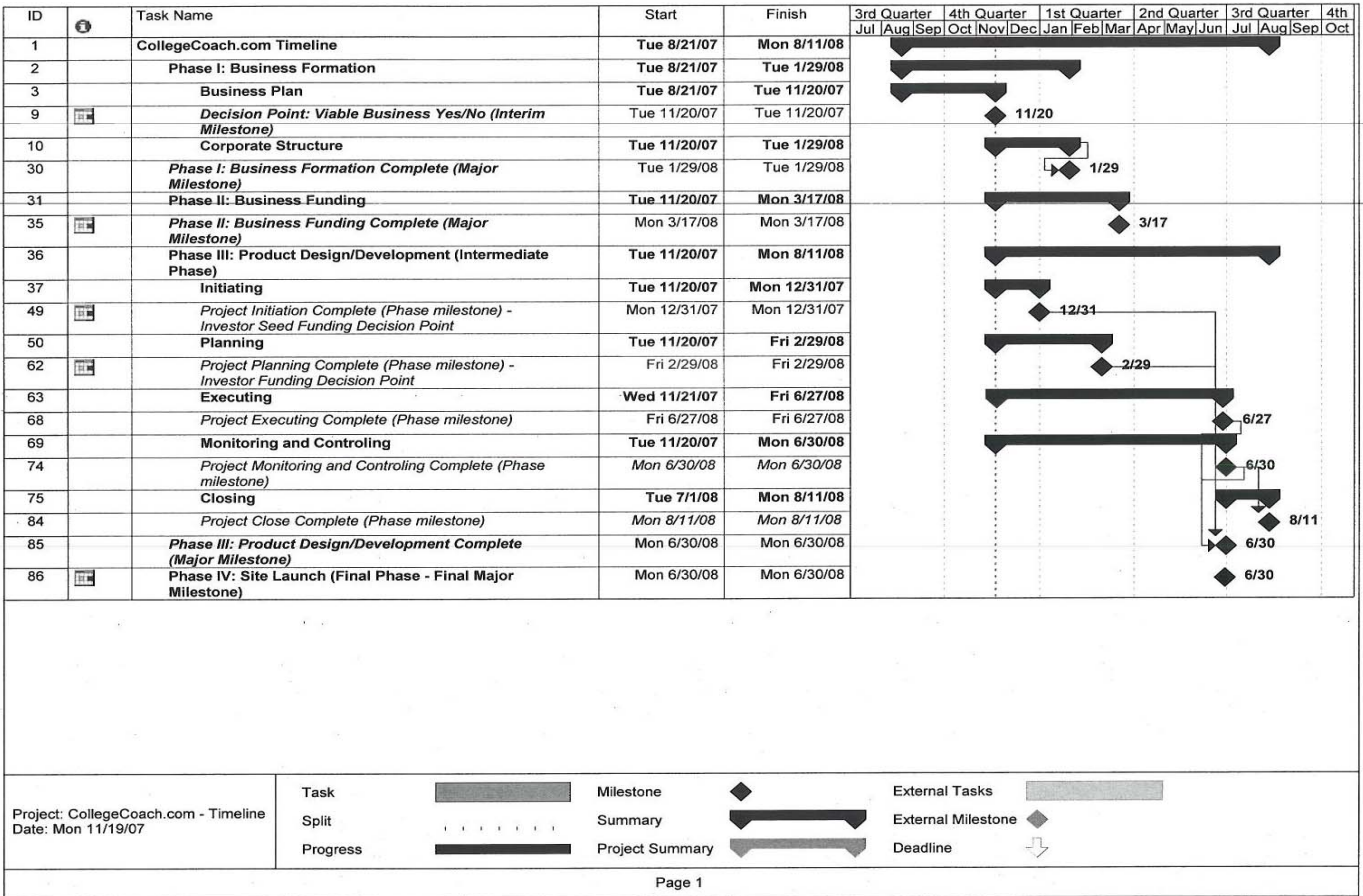 ID Task Name Start Finish 3rd Quarter 4th Quarter 1st Quarter 2nd Quarter 3rd Quarter 4th
Jul Aug Sep Oct Nov Dec Jan Feb Mar Apr May Jun Jul Aug Sep Oct
1 CollegeCoach.com Timeline Tue 8/21/07 Mon 8/11/08
2 Phase I: Business Formation Tue 8/21/07 Tue 1/29/08
3 Business Plan Tue 8/21/07 Tue 11/20/07
9 Decision Point: Viable Business Yes/No (Interim Tue 11/20/07 Tue 11/20/07 11/20
Milestone)
10 Corporate Structure Tue 11/20/07 Tue 1/29/08
30 Phase I: Business Formation Complete (Major Tue 1/29/08 Tue 1/29/08 1/29
Milestone)
31 Phase II: Business Funding Tue 11/20/07 Mon 3/17/08
35 Phase II: Business Funding Complete (Major Mon 3/17/08 Mon 3/17/08 3/17
Milestone)
36 Phase III: Product Design/Development (Intermediate Tue 11/20/07 Mon 8/11/08
Phase)
37 Initiating Tue 11/20/07 Mon 12/31/07
49 Project Initiation Complete (Phase milestone) - Mon 12/31/07 Mon 12/31/07 12/31
Investor Seed Funding Decision Point
50 Planning Tue 11/20/07 Fri 2/29/08
62 Project Planning Complete (Phase milestone) - Fri 2/29/08 Fri 2/29/08 2/29
Investor Funding Decision Point
63 Executing Wed 11/21/07 Fri 6/27/08
68 Project Executing Complete (Phase milestone) Fri 6/27/08 Fri 6/27/08 6/27
69 Monitoring and Controling Tue 11/20/07 Mon 6/30/08
74 Project Monitoring and Controling Complete (Phase Mon 6/30/08 Mon 6/30/08 6/30
milestone)
75 Closing Tue 7/1/08 Mon 8/11/08
84 Project Close Complete (Phase milestone) Mon 8/11/08 Mon 8/11/08 8/11
85 Phase III: Product Design/Development Complete Mon 6/30/08 Mon 6/30/08 6/30
(Major Milestone)
86 Phase IV: Site Launch (Final Phase - Final Major Mon 6/30/08 Mon 6/30/08 6/30
Milestone)
Project: CollegeCoach.com - Timeline
Date: Mon 11/19/07
Task Milestone External Tasks
Split Summary External Milestone
Progress Project Summary Deadline
Page 1